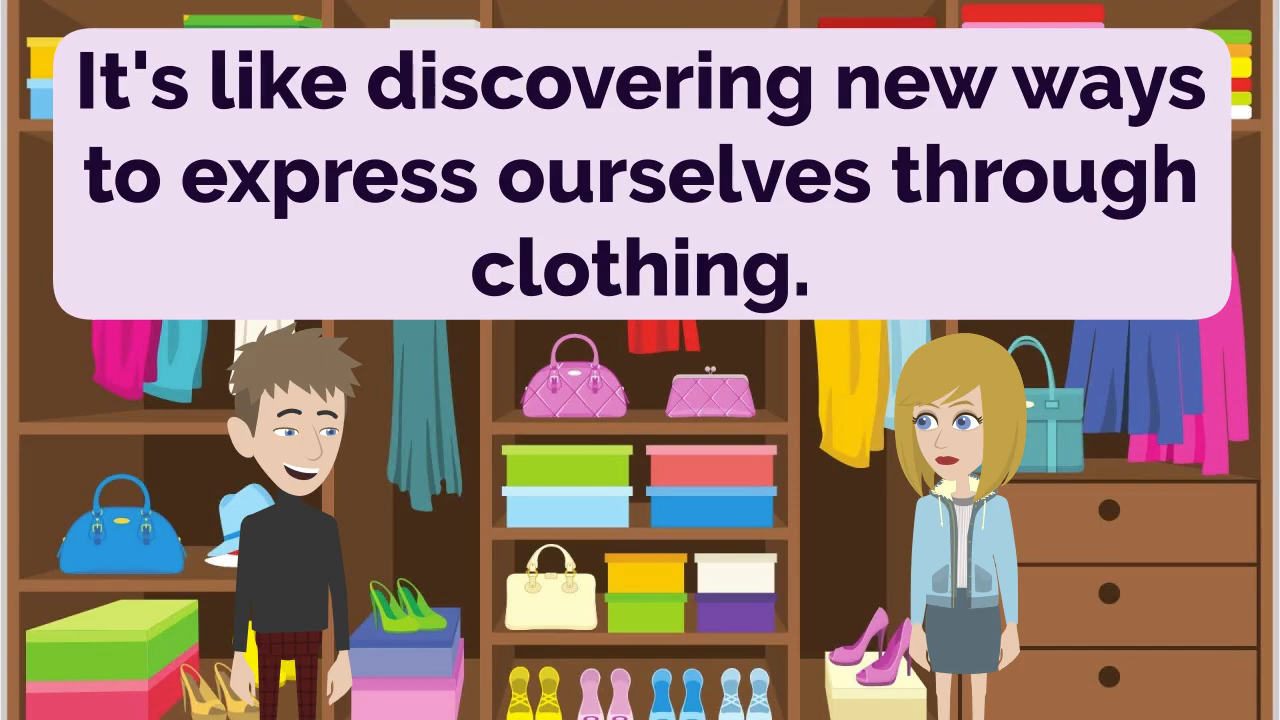 It's like discovering new ways
to express ourselves through
clothing.